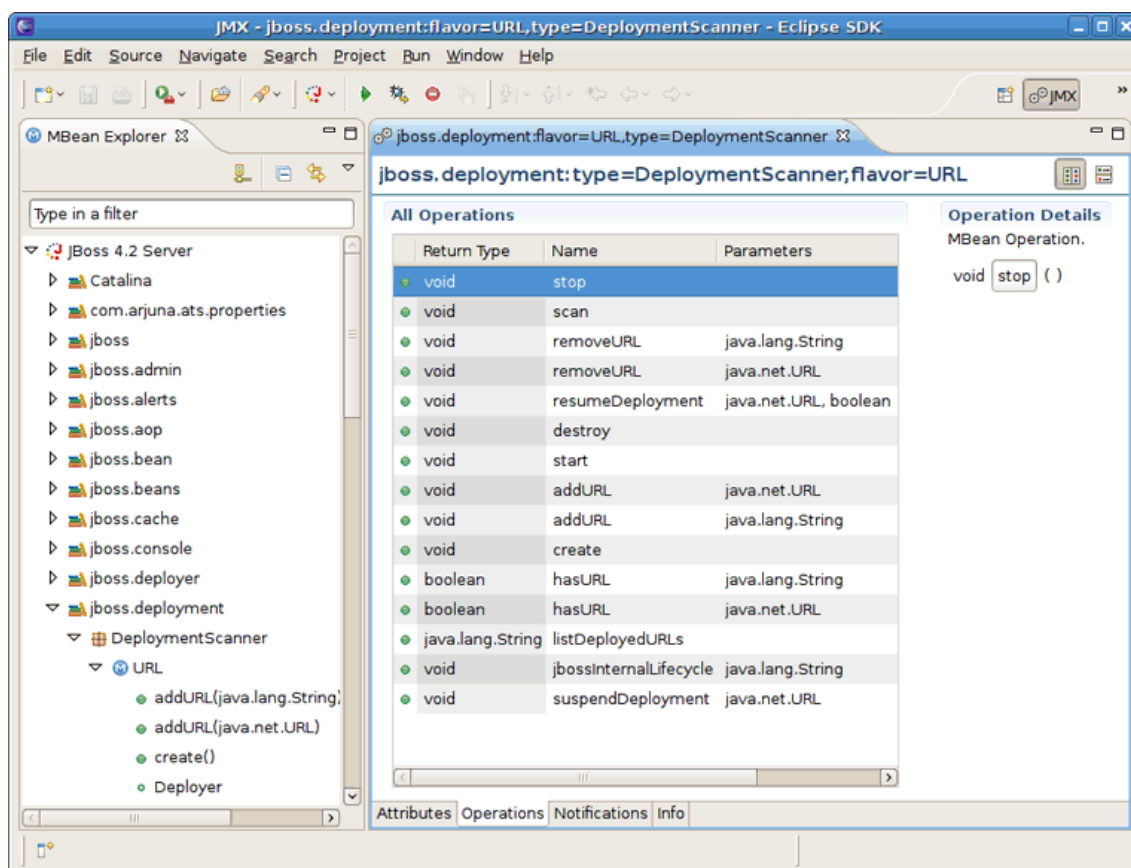 JMX - jboss.deployment:flavor=URL,type=DeploymentScanner - Eclipse SDK
File Edit Source Navigate Search Project Run Window Help
JMX »
MBean Explorer
Type in a filter
JBoss 4.2 Server
Catalina
com.arjuna.ats.properties
jboss
jboss.admin
jboss.alerts
jboss.aop
jboss.bean
jboss.beans
jboss.cache
jboss.console
jboss.deployer
jboss.deployment
DeploymentScanner
URL
addURL(java.lang.String)
addURL(java.net.URL)
create()
Deployer
jboss.deployment:flavor=URL,type=DeploymentScanner
jboss.deployment:type=DeploymentScanner,flavor=URL
All Operations
Return Type Name Parameters
void stop
void scan
void removeURL java.lang.String
void removeURL java.net.URL
void resumeDeployment java.net.URL, boolean
void destroy
void start
void addURL java.net.URL
void addURL java.lang.String
void create
boolean hasURL java.lang.String
boolean hasURL java.net.URL
java.lang.String listDeployedURLs
void jbossInternalLifecycle java.lang.String
void suspendDeployment java.net.URL
Operation Details
MBean Operation.
void stop ( )
Attributes Operations Notifications Info